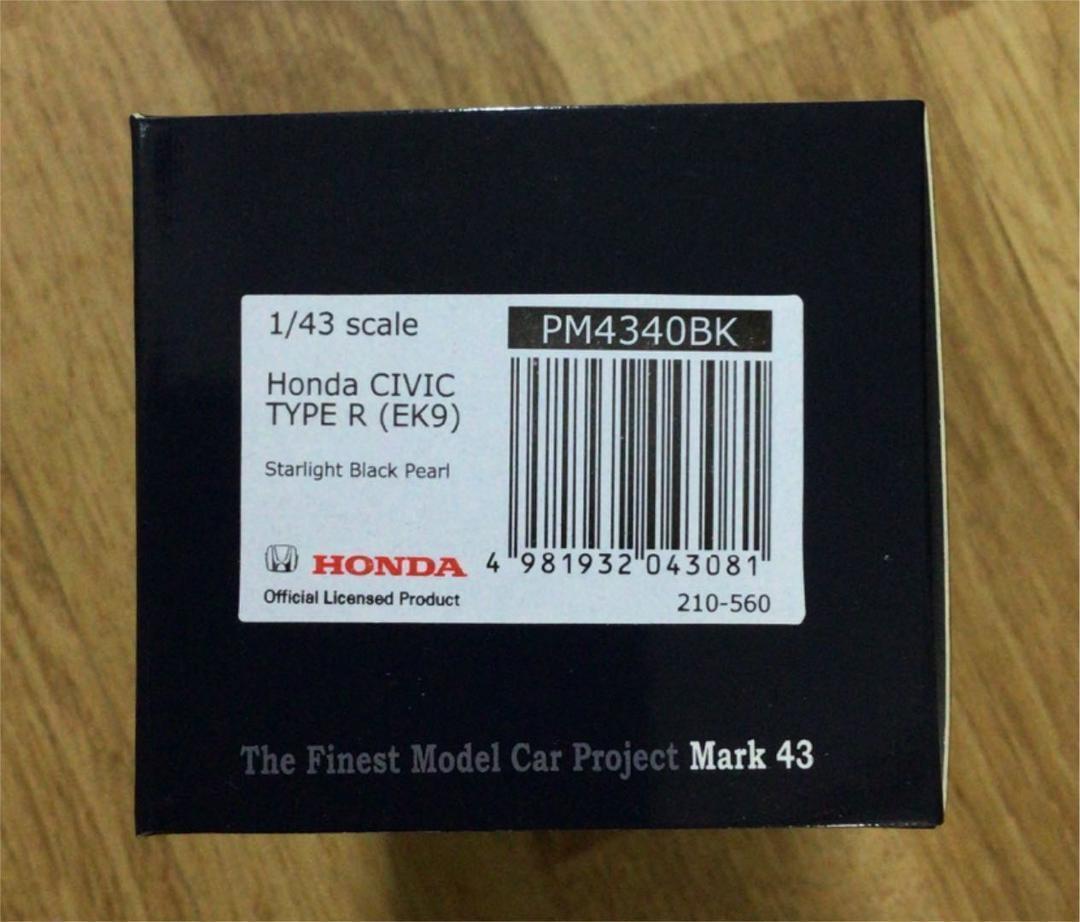 1/43 scale
PM4340BK
Honda CIVIC
TYPE R (EK9)
Starlight Black Pearl
HONDA
4 981932 043081
Official Licensed Product
210-560
The Finest Model Car Project Mark 43